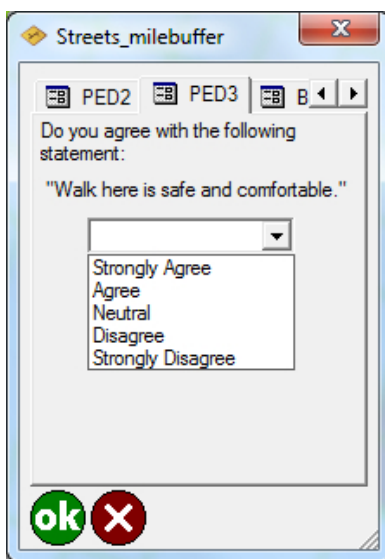 Streets_milebuffer
PED2 PED3 B
Do you agree with the following
statement:
"Walk here is safe and comfortable."
Strongly Agree
Agree
Neutral
Disagree
Strongly Disagree
ok